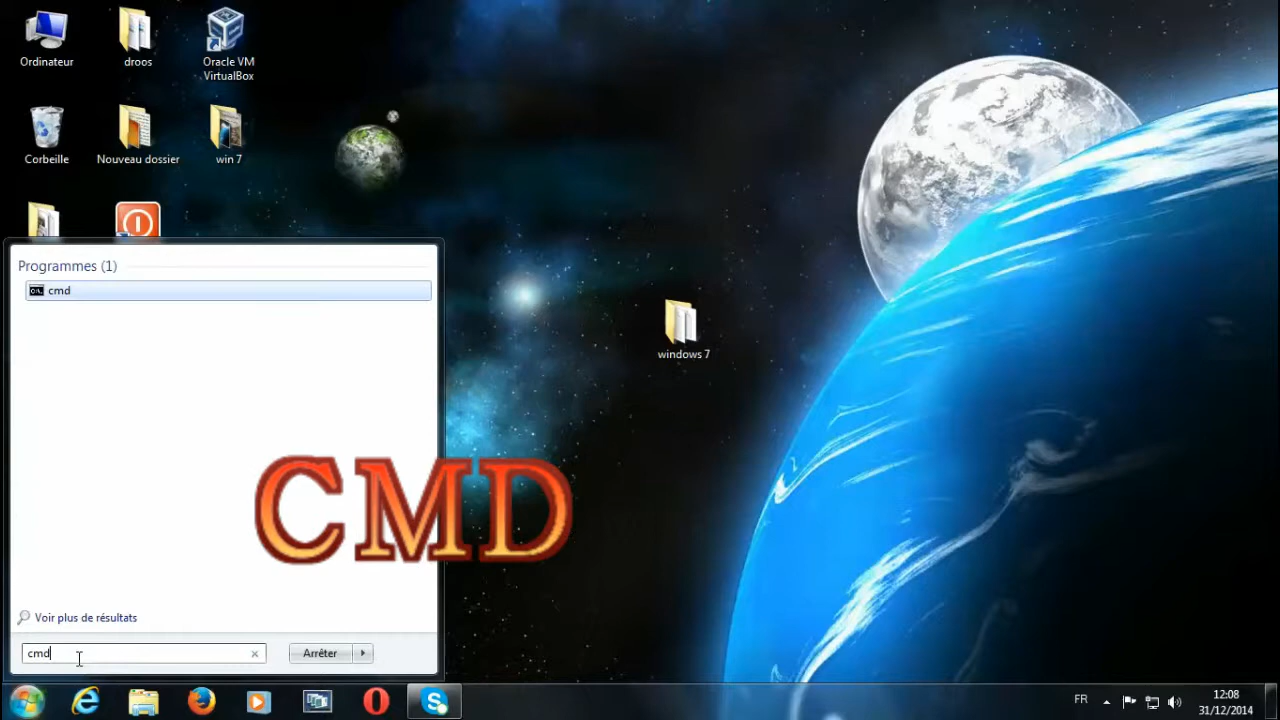 Ordinateur
droos
Oracle VM
VirtualBox
Corbeille
Nouveau dossier
win 7
Programmes (1)
cmd
windows 7
CMD
Voir plus de résultats
cmd
Arrêter
FR
12:08
31/12/2014